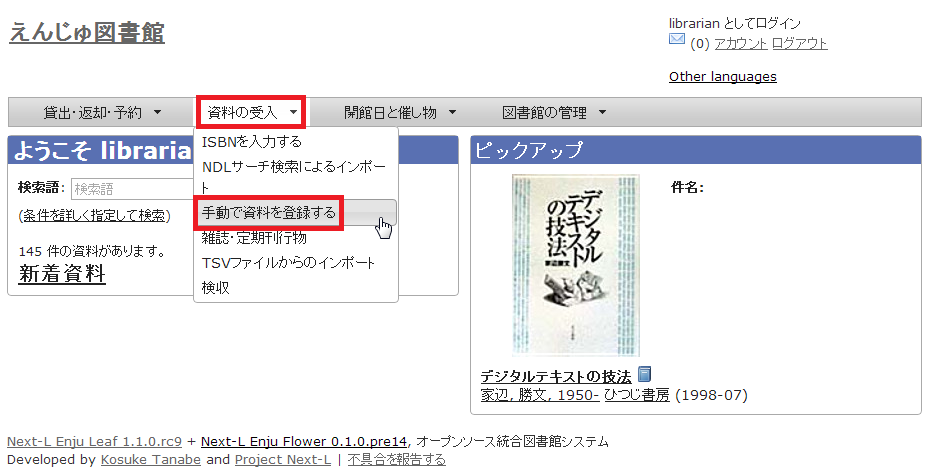 えんじゅ図書館
librarian としてログイン
(0) アカウント ログアウト
Other languages
貸出・返却・予約 資料の受入 開館日と催し物 図書館の管理
ようこそ libraria
検索語: 検索語
(条件を詳しく指定して検索)
145 件の資料があります。
新着資料
ISBNを入力する
NDLサーチ検索によるインポー
ト
手動で資料を登録する
雑誌・定期刊行物
TSVファイルからのインポート
検収
ピックアップ
デジタル
テキスト
の技法
家辺勝文
件名:
デジタルテキストの技法
家辺, 勝文, 1950- ひつじ書房 (1998-07)
Next-L Enju Leaf 1.1.0.rc9 + Next-L Enju Flower 0.1.0.pre14, オープンソース統合図書館システム
Developed by Kosuke Tanabe and Project Next-L | 不具合を報告する